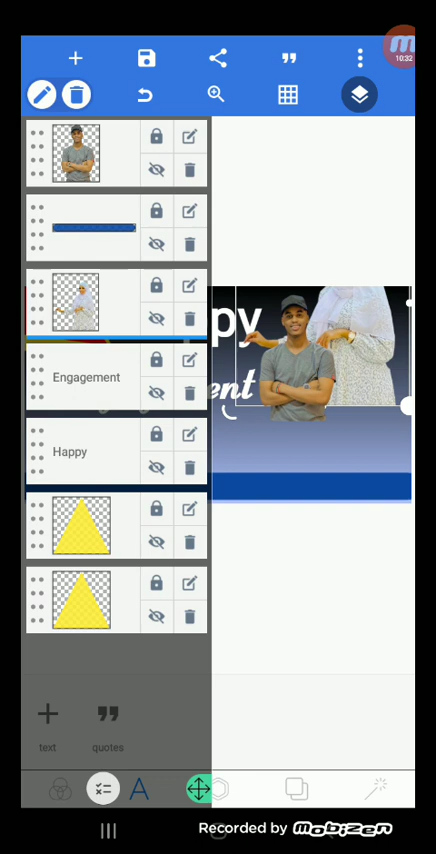 10:32
Engagement
Happy
py
ent
text
quotes
A
Recorded by mobizen